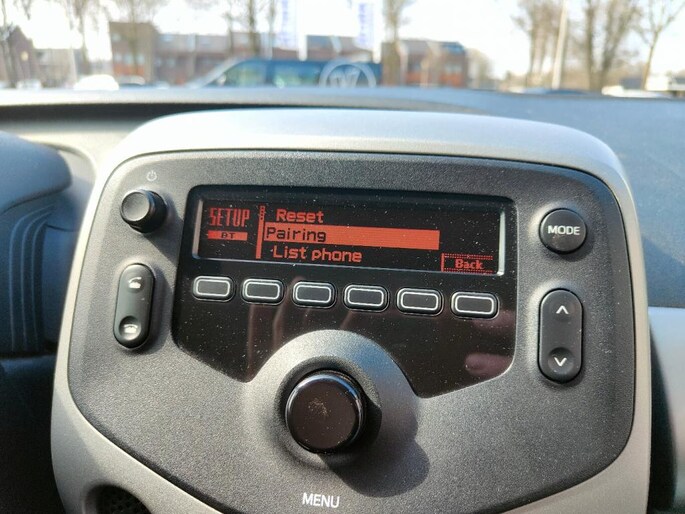 SETUP
BT
Reset
Pairing
-List phone
Back
MODE
MENU